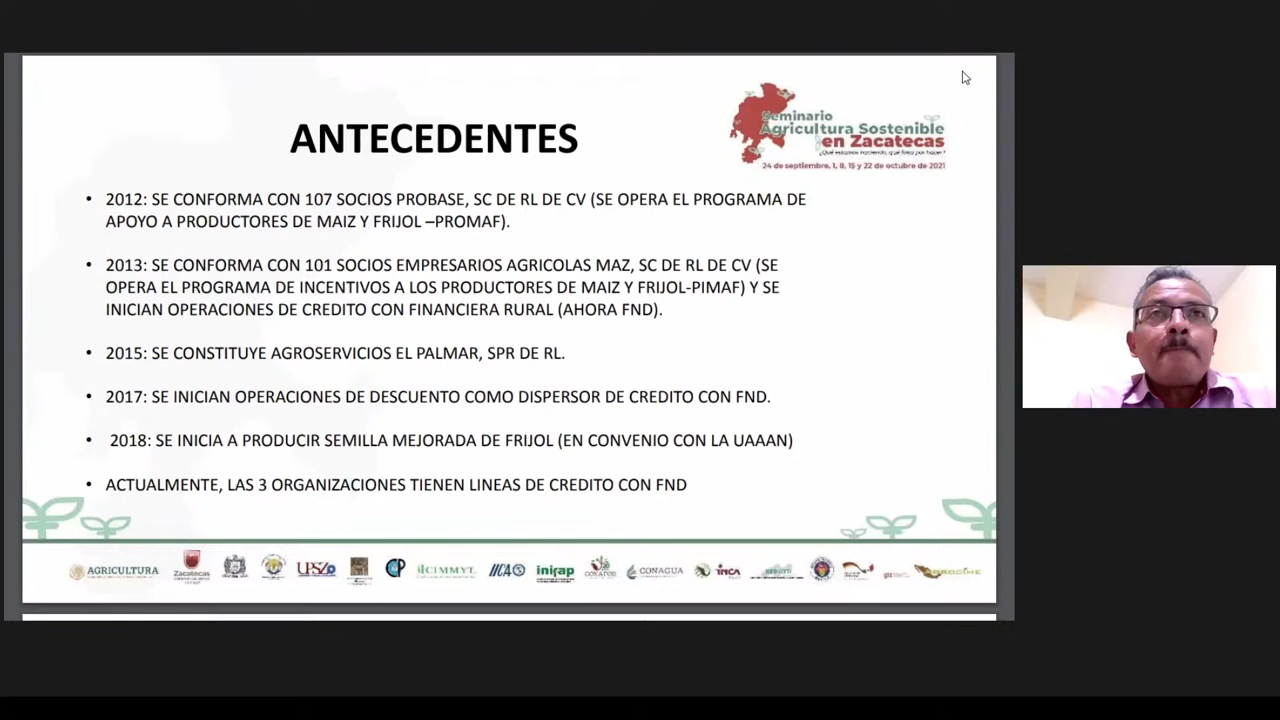 Seminario
Agricultura Sostenible
en Zacatecas
¿Qué estamos haciendo, qué falta por hacer?
24 de septiembre, 1, 8, 15 y 22 de octubre de 2021
ANTECEDENTES
• 2012: SE CONFORMA CON 107 SOCIOS PROBASE, SC DE RL DE CV (SE OPERA EL PROGRAMA DE
APOYO A PRODUCTORES DE MAIZ Y FRIJOL –PROMAF).
• 2013: SE CONFORMA CON 101 SOCIOS EMPRESARIOS AGRICOLAS MAZ, SC DE RL DE CV (SE
OPERA EL PROGRAMA DE INCENTIVOS A LOS PRODUCTORES DE MAIZ Y FRIJOL-PIMAF) Y SE
INICIAN OPERACIONES DE CREDITO CON FINANCIERA RURAL (AHORA FND).
• 2015: SE CONSTITUYE AGROSERVICIOS EL PALMAR, SPR DE RL.
• 2017: SE INICIAN OPERACIONES DE DESCUENTO COMO DISPERSOR DE CREDITO CON FND.
• 2018: SE INICIA A PRODUCIR SEMILLA MEJORADA DE FRIJOL (EN CONVENIO CON LA UAAAN)
• ACTUALMENTE, LAS 3 ORGANIZACIONES TIENEN LINEAS DE CREDITO CON FND
AGRICULTURA
Zacatecas
UPSZ
CP
CIMMYT
IICA
inifap
CONAFOR
CONAGUA
INCA
giz